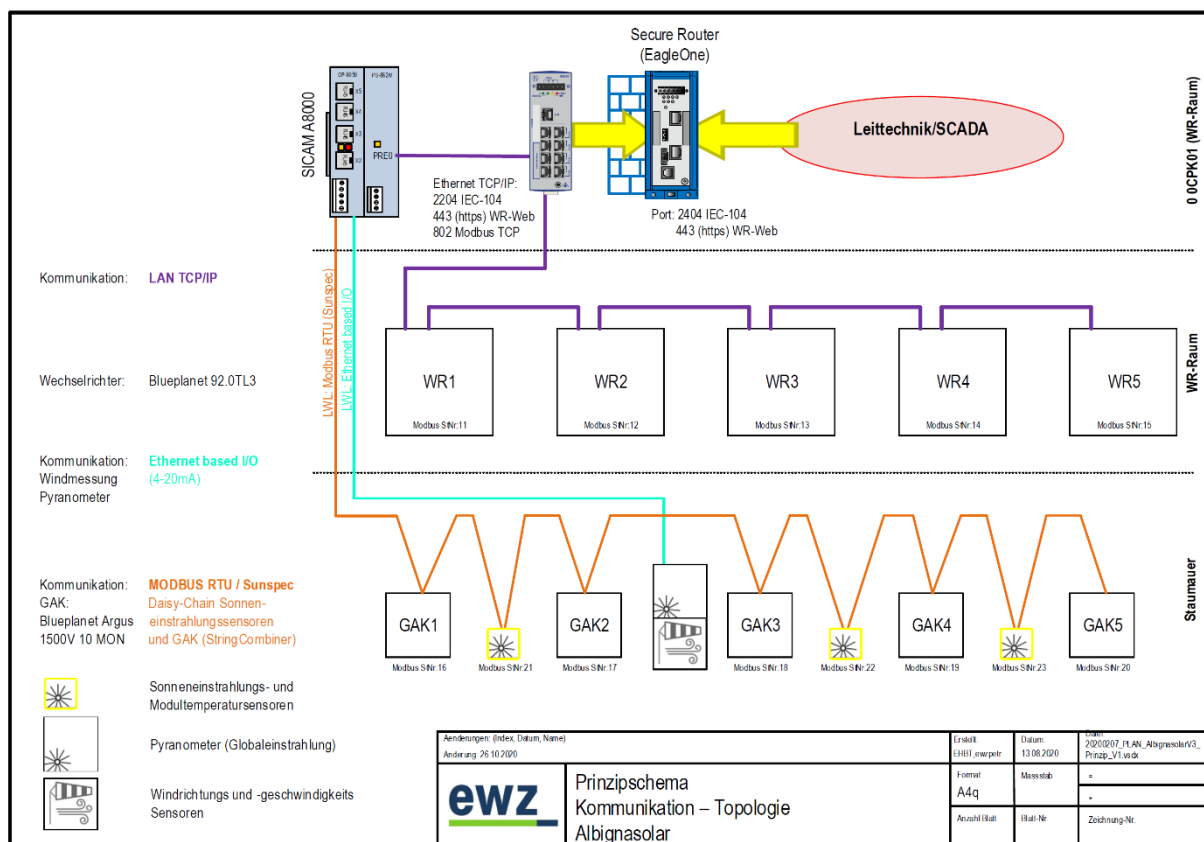 Secure Router
(EagleOne)
SICAM A8000
CP-8050
PS-862x
X5
X4
X3
X2
PRE0
Leittechnik/SCADA
0 0CPK01 (WR-Raum)
Ethernet TCP/IP:
2204 IEC-104
443 (https) WR-Web
802 Modbus TCP
Port: 2404 IEC-104
443 (https) WR-Web
Kommunikation: LAN TCP/IP
LWL: Modbus RTU (Sunspec)
LWL: Ethernet based I/O
WR-Raum
Wechselrichter: Blueplanet 92.0TL3
WR1
WR2
WR3
WR4
WR5
Modbus StNr:11
Modbus StNr:12
Modbus StNr:13
Modbus StNr:14
Modbus StNr:15
Kommunikation: Ethernet based I/O
Windmessung (4-20mA)
Pyranometer
Staumauer
Kommunikation: MODBUS RTU / Sunspec
GAK: Daisy-Chain Sonnen-
Blueplanet Argus einstrahlungssensoren
1500V 10 MON und GAK (StringCombiner)
GAK1
GAK2
GAK3
GAK4
GAK5
Modbus StNr:16
Modbus StNr:21
Modbus StNr:17
Modbus StNr:18
Modbus StNr:22
Modbus StNr:19
Modbus StNr:23
Modbus StNr:20
Sonneneinstrahlungs- und
Modultemperatursensoren
Pyranometer (Globaleinstrahlung)
Windrichtungs und -geschwindigkeits
Sensoren
Aenderungen: (Index, Datum, Name)
Änderung: 26.10.2020
ewz
Prinzipschema
Kommunikation – Topologie
Albignasolar
Erstellt:
EHBT, ewpetr
Datum:
13.08.2020
Datei:
20200207_PLAN_AlbignasolarV3_
Prinzip_V1.vsdx
Format
A4q
Massstab
=
+
Anzahl Blatt
Blatt-Nr.
Zeichnung-Nr.